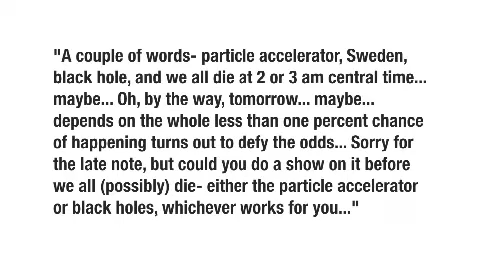 "A couple of words- particle accelerator, Sweden,
black hole, and we all die at 2 or 3 am central time...
maybe... Oh, by the way, tomorrow... maybe...
depends on the whole less than one percent chance
of happening turns out to defy the odds... Sorry for
the late note, but could you do a show on it before
we all (possibly) die- either the particle accelerator
or black holes, whichever works for you..."